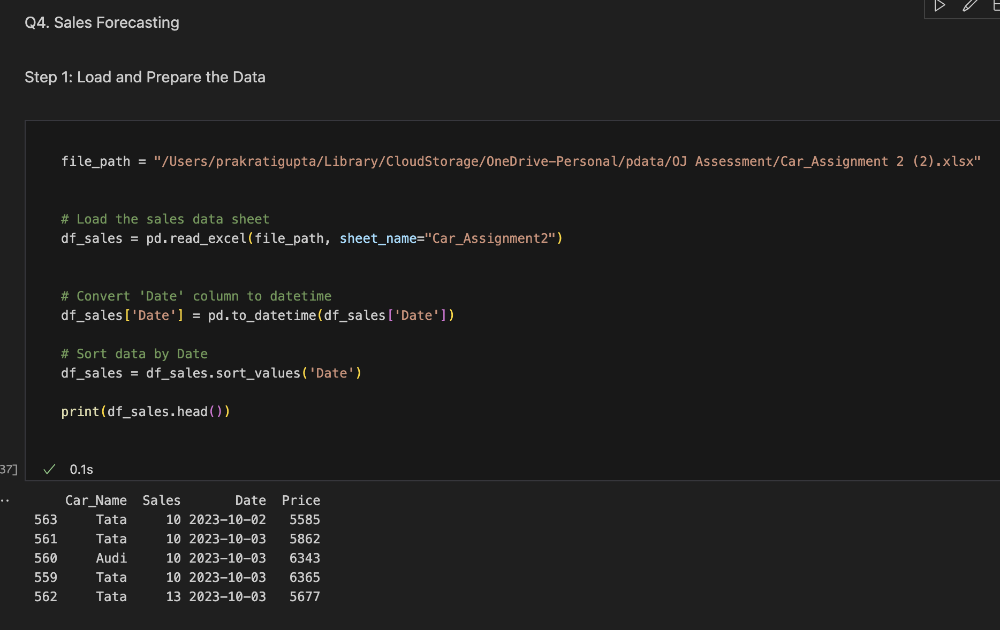 Q4. Sales Forecasting
Step 1: Load and Prepare the Data
file_path = "/Users/prakratigupta/Library/CloudStorage/OneDrive-Personal/pdata/OJ Assessment/Car_Assignment 2 (2).xlsx"
# Load the sales data sheet
df_sales = pd.read_excel(file_path, sheet_name="Car_Assignment2")
# Convert 'Date' column to datetime
df_sales['Date'] = pd.to_datetime(df_sales['Date'])
# Sort data by Date
df_sales = df_sales.sort_values('Date')
print(df_sales.head())
37] 0.1s
Car_Name Sales Date Price
563 Tata 10 2023-10-02 5585
561 Tata 10 2023-10-03 5862
560 Audi 10 2023-10-03 6343
559 Tata 10 2023-10-03 6365
562 Tata 13 2023-10-03 5677